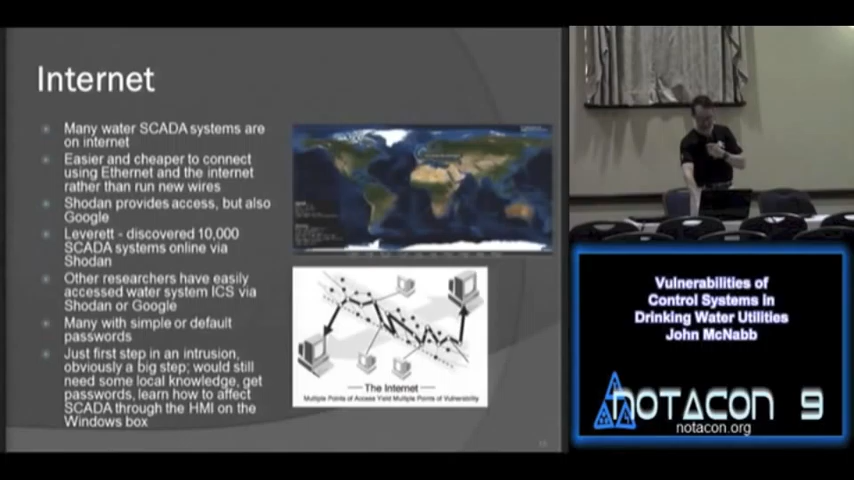 Internet
Many water SCADA systems are
on internet
Easier and cheaper to connect
using Ethernet and the internet
rather than run new wires
Shodan provides access, but also
Google
Leverett - discovered 10,000
SCADA systems online via
Shodan
Other researchers have easily
accessed water system ICS via
Shodan or Google
Many with simple or default
passwords
Just first step in an intrusion,
obviously a big step; would still
need some local knowledge, get
passwords, learn how to affect
SCADA through the HMI on the
Windows box
The Internet
Multiple Points of Access Yield Multiple Points of Vulnerability
Vulnerabilities of
Control Systems in
Drinking Water Utilities
John McNabb
NOTACON 9
notacon.org